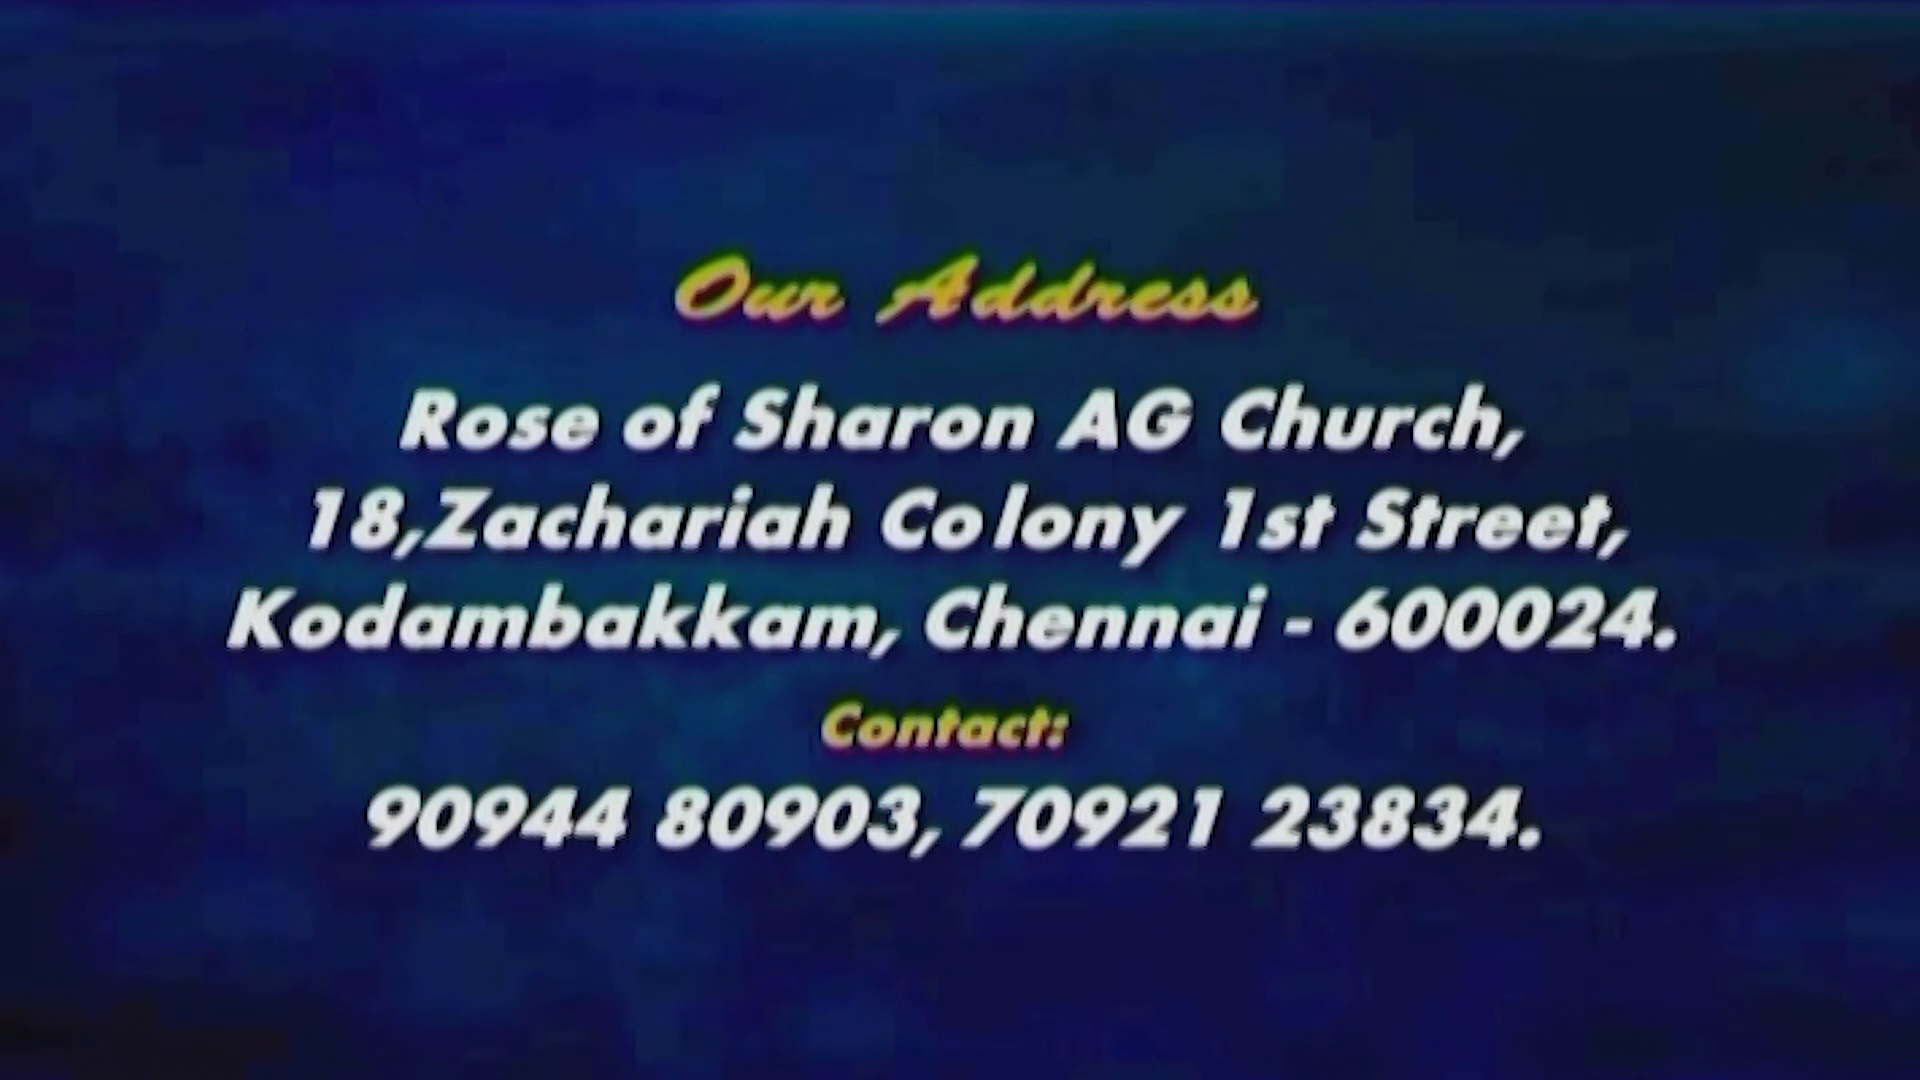 Our Address
Rose of Sharon AG Church,
18,Zachariah Colony 1st Street,
Kodambakkam, Chennai - 600024.
Contact:
90944 80903, 70921 23834.